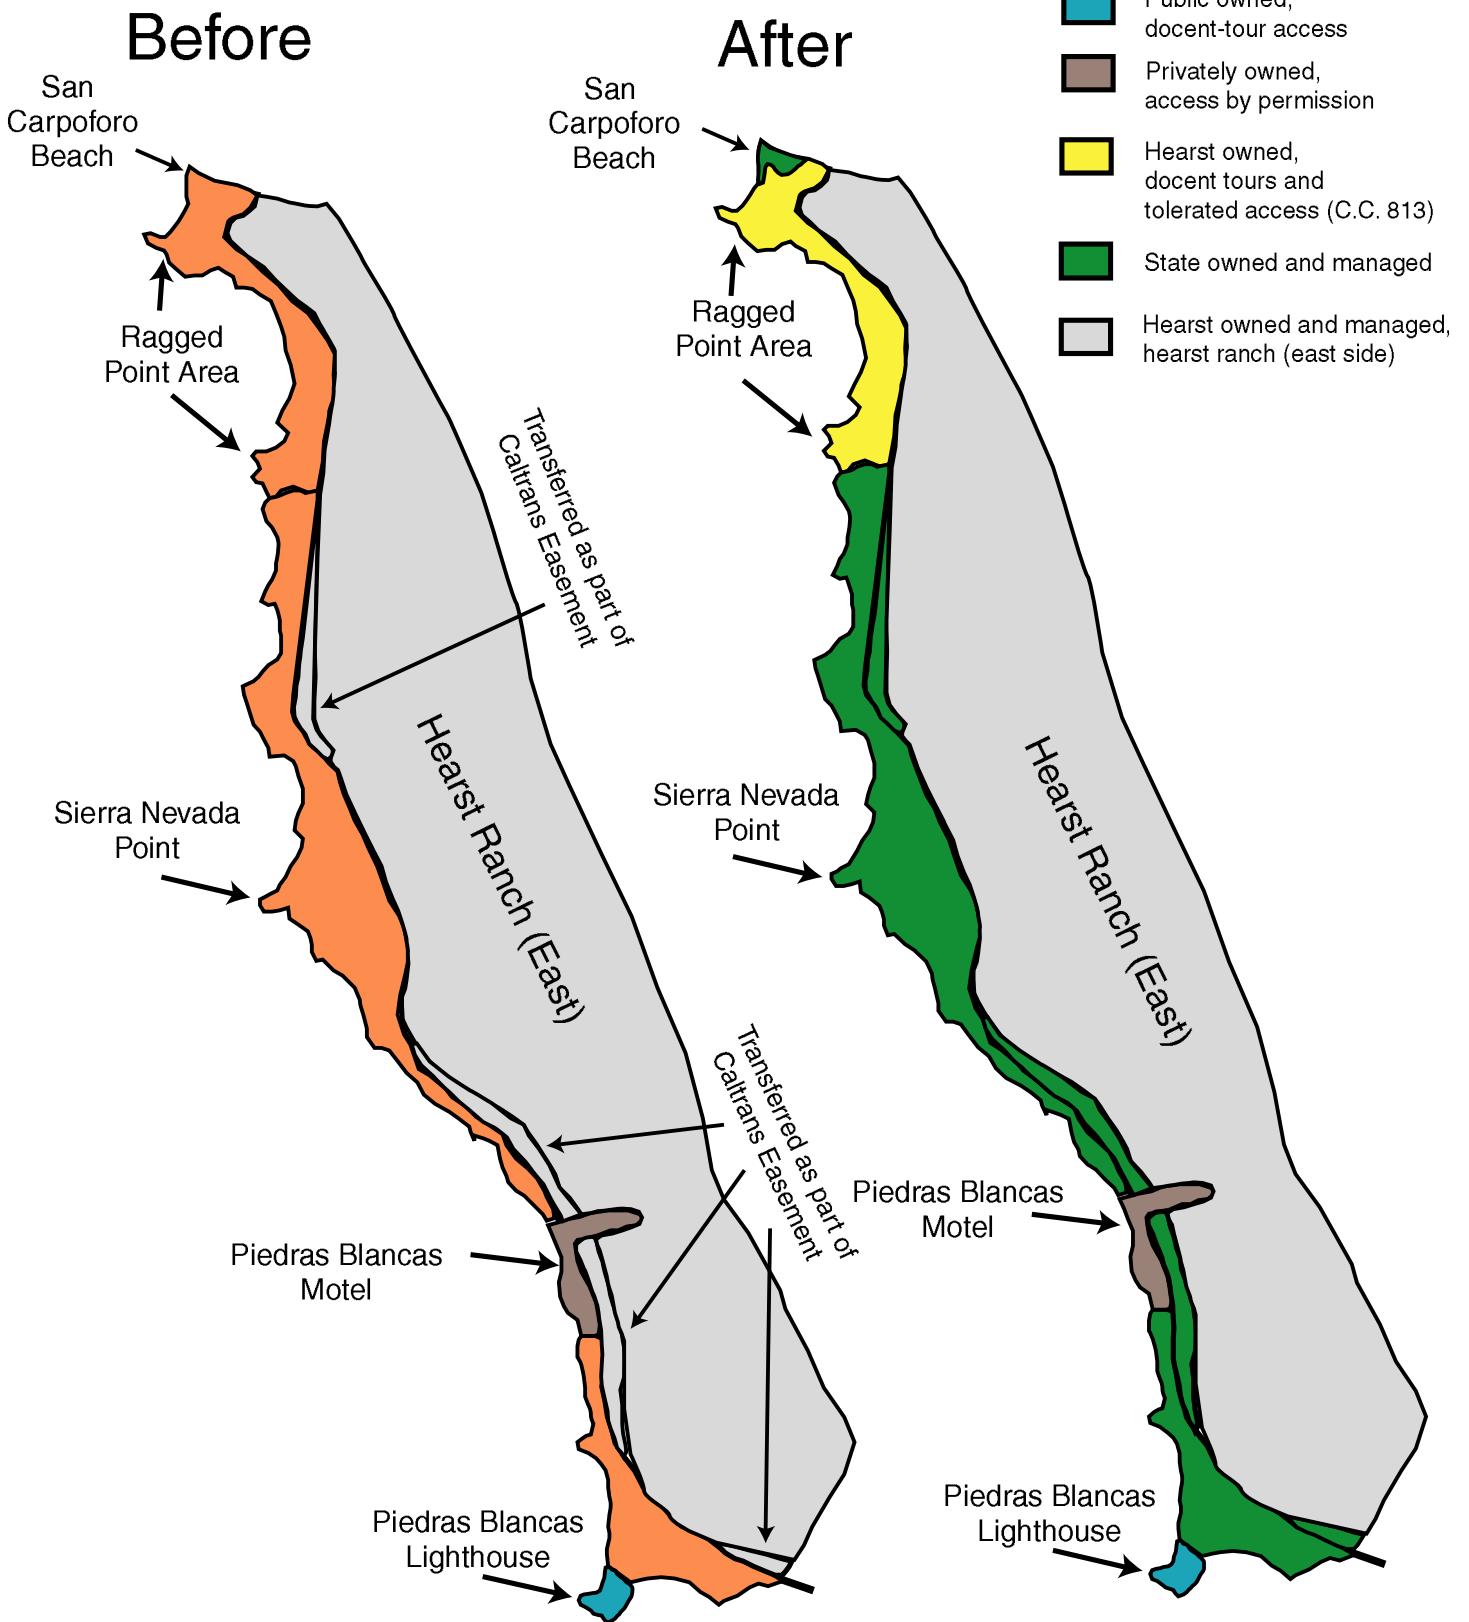 Before
San
Carpoforo
Beach
Ragged
Point Area
Transferred as part of
Caltrans Easement
Hearst Ranch (East)
Sierra Nevada
Point
Transferred as part of
Caltrans Easement
Piedras Blancas
Motel
Piedras Blancas
Lighthouse
After
San
Carpoforo
Beach
Ragged
Point Area
Sierra Nevada
Point
Hearst Ranch (East)
Piedras Blancas
Motel
Piedras Blancas
Lighthouse
Public owned,
docent-tour access
Privately owned,
access by permission
Hearst owned,
docent tours and
tolerated access (C.C. 813)
State owned and managed
Hearst owned and managed,
hearst ranch (east side)